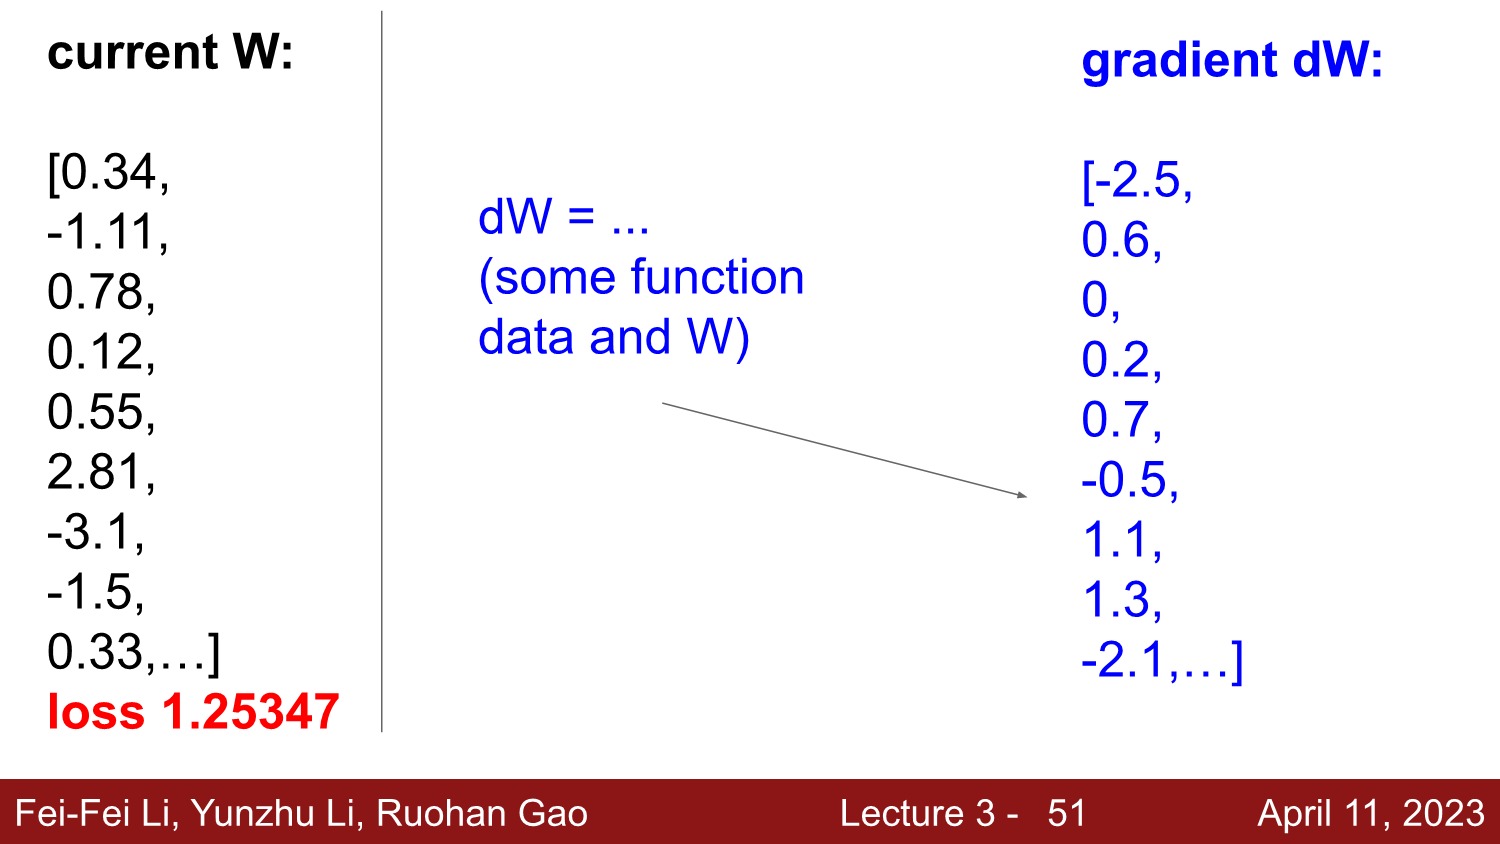 current W:
[0.34,
-1.11,
0.78,
0.12,
0.55,
2.81,
-3.1,
-1.5,
0.33,…]
loss 1.25347
dW = ...
(some function
data and W)
gradient dW:
[-2.5,
0.6,
0,
0.2,
0.7,
-0.5,
1.1,
1.3,
-2.1,…]
Fei-Fei Li, Yunzhu Li, Ruohan Gao
Lecture 3 - 51
April 11, 2023